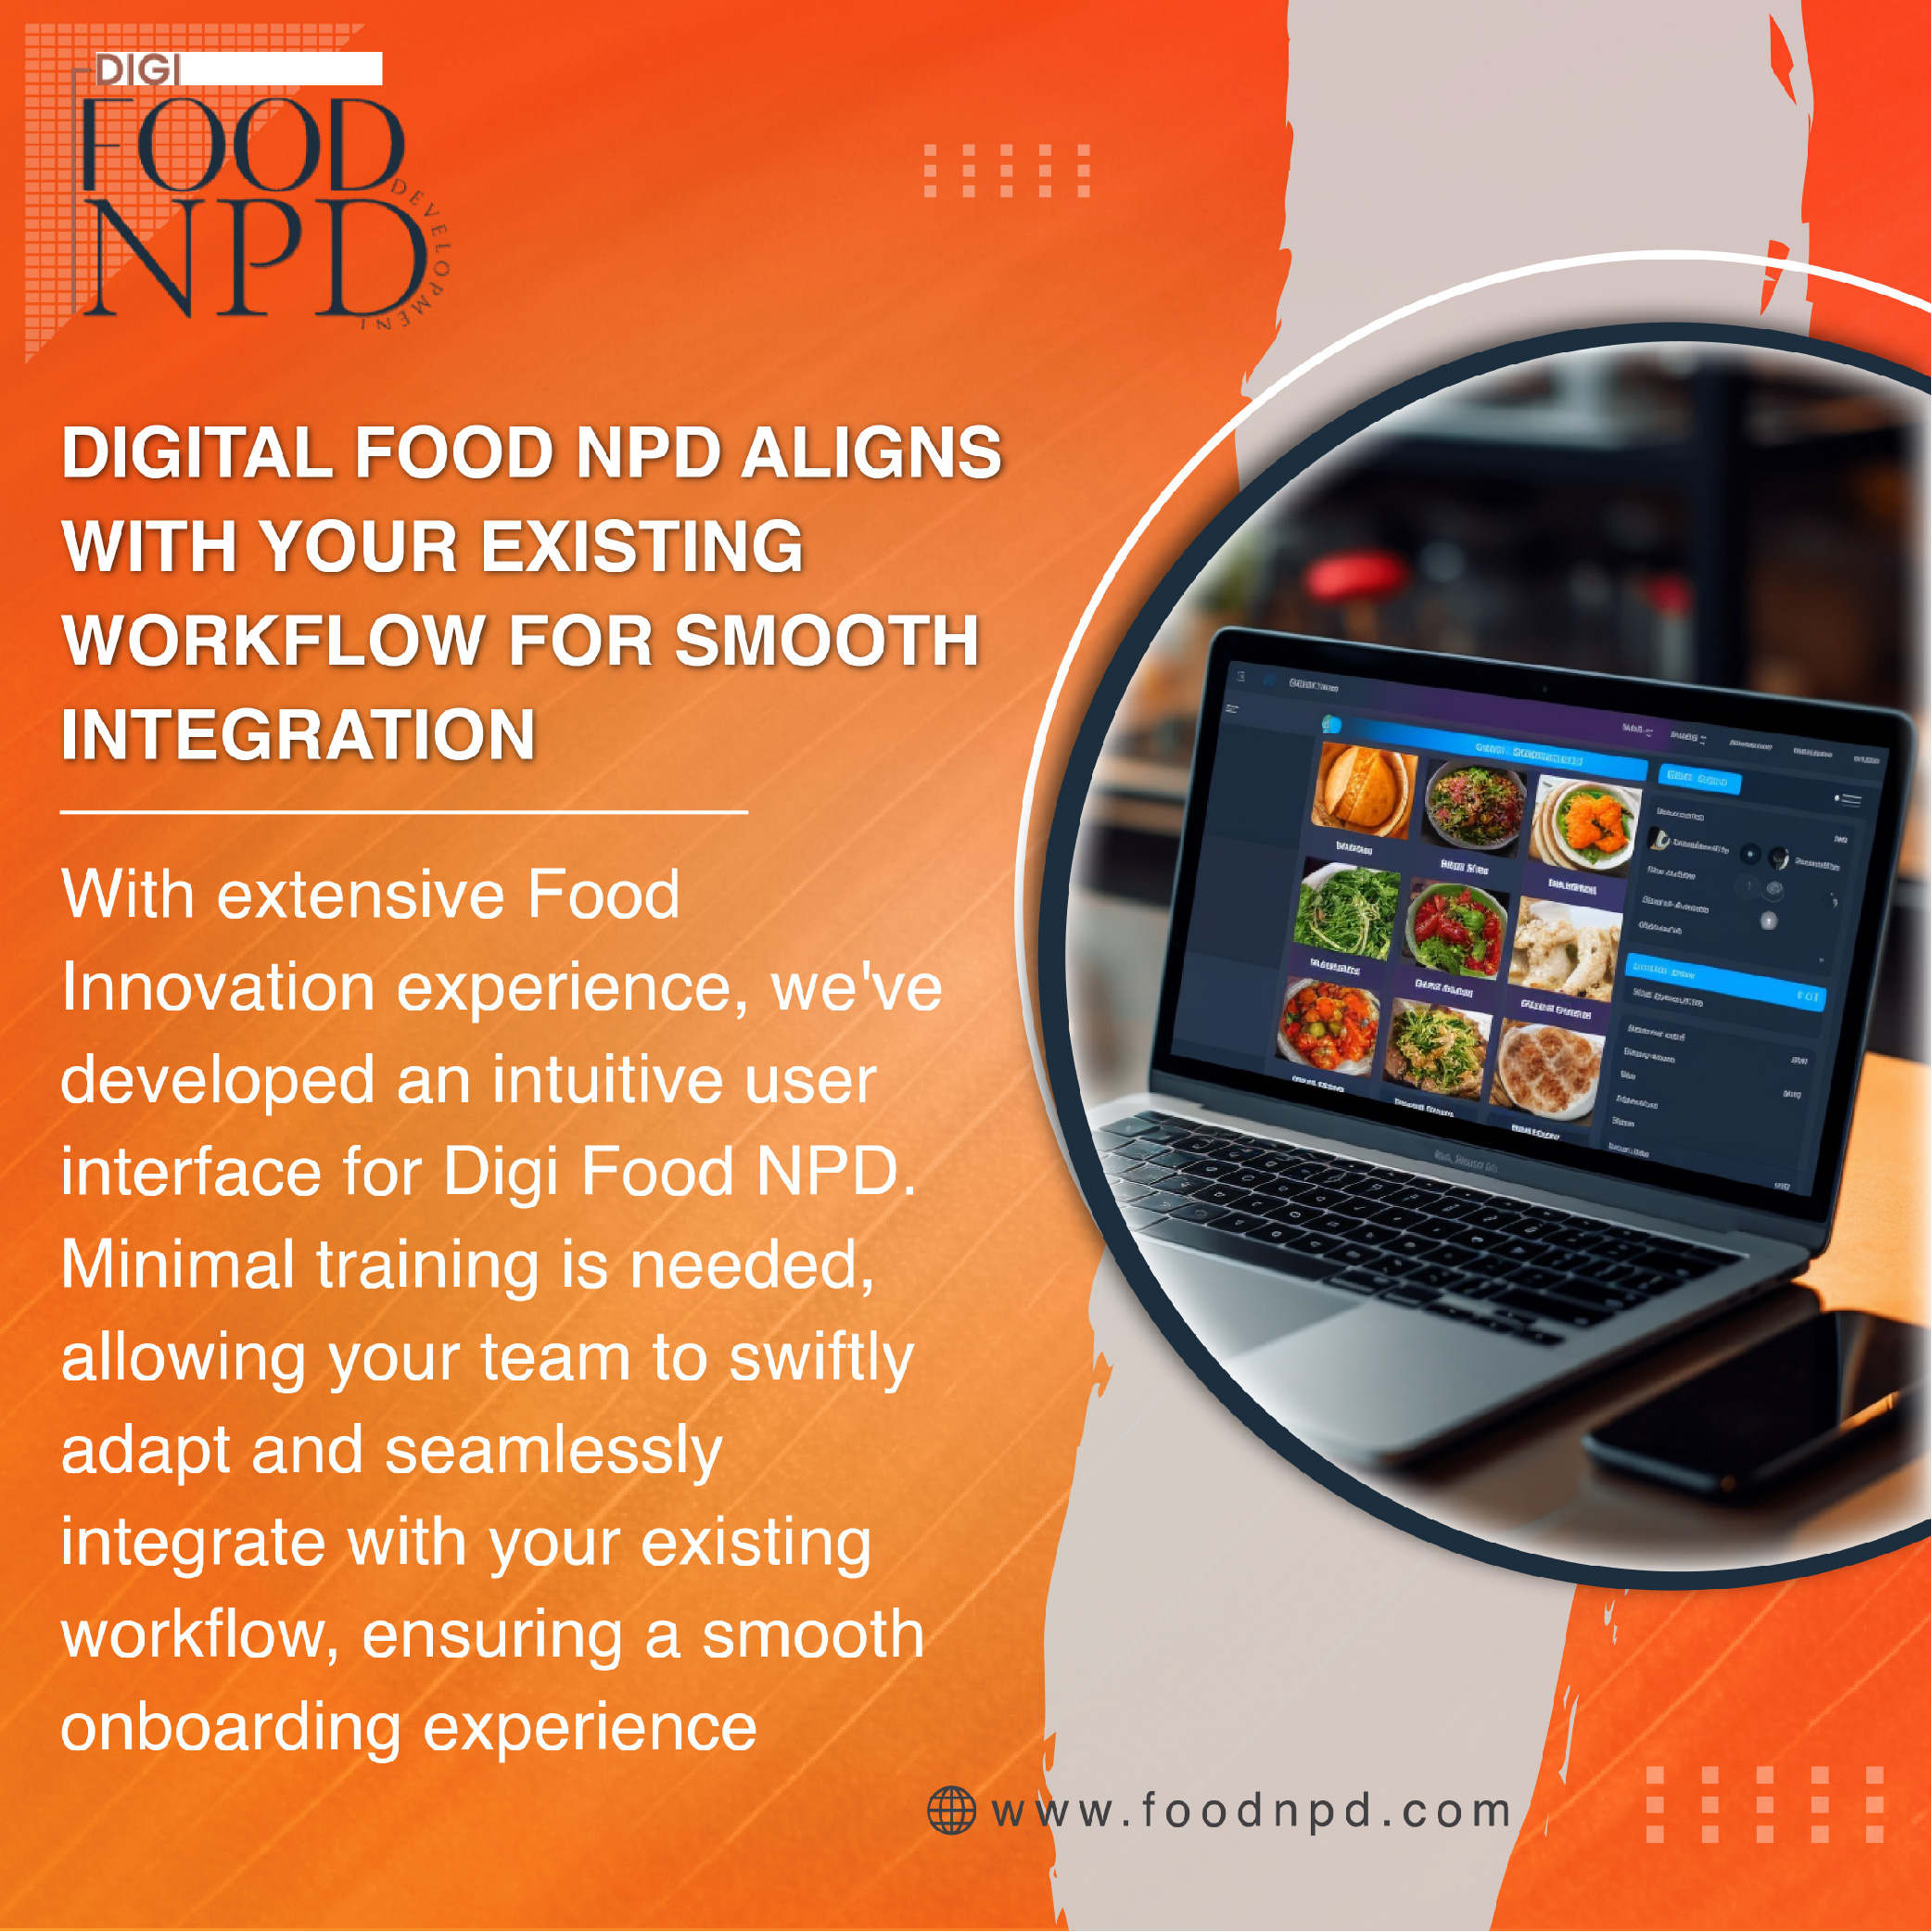 DIGI
FOOD
NPD
DEVELOPMENT
DIGITAL FOOD NPD ALIGNS
WITH YOUR EXISTING
WORKFLOW FOR SMOOTH
INTEGRATION
With extensive Food
Innovation experience, we've
developed an intuitive user
interface for Digi Food NPD.
Minimal training is needed,
allowing your team to swiftly
adapt and seamlessly
integrate with your existing
workflow, ensuring a smooth
onboarding experience
www.foodnpd.com